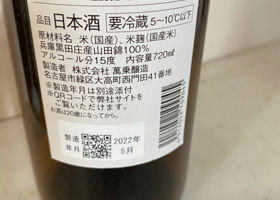 品目 日本酒 要冷蔵 5～10℃以下
原材料名 米(国産)、米麹(国産米)
兵庫黒田庄産山田錦100%
アルコール分15度 内容量720ml
製造者 株式会社 萬乗醸造
名古屋市緑区大高町西門田41番地
※製造年月は別途添付
※QRコードで弊社サイトを
ご覧いただけます。
お酒は20歳になってから。
製造年月 2022年5月